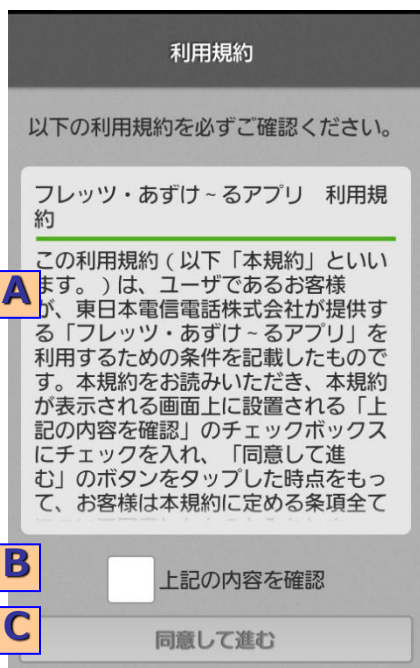 利用規約
以下の利用規約を必ずご確認ください。
フレッツ・あずけ~るアプリ 利用規
約
この利用規約(以下「本規約」といい
A
ます。)は、ユーザであるお客様
が、東日本電信電話株式会社が提供す
る「フレッツ・あずけ~るアプリ」を
利用するための条件を記載したもので
す。本規約をお読みいただき、本規約
が表示される画面上に設置される「上
記の内容を確認」のチェックボックス
にチェックを入れ、「同意して進
む」のボタンをタップした時点をもっ
て、お客様は本規約に定める条項全て
B
上記の内容を確認
C
同意して進む